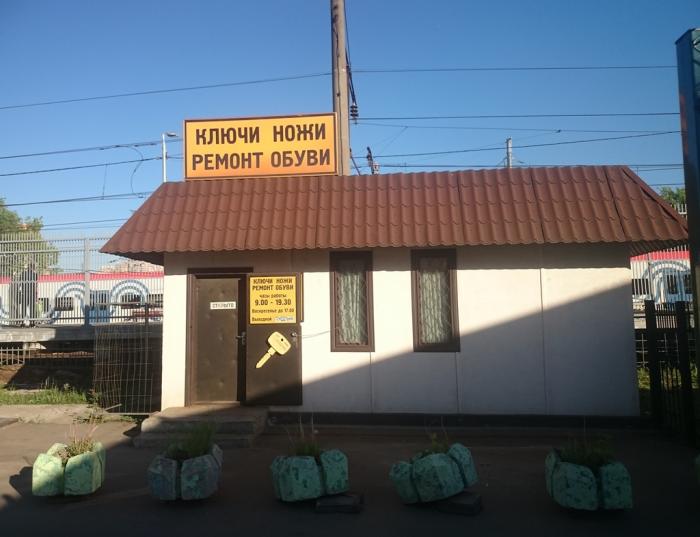 КЛЮЧИ НОЖИ
РЕМОНТ ОБУВИ
ОТКРЫТО
КЛЮЧИ НОЖИ
РЕМОНТ ОБУВИ
часы работы
9.00 - 19.30
Воскресенье до 17.00
Выходной